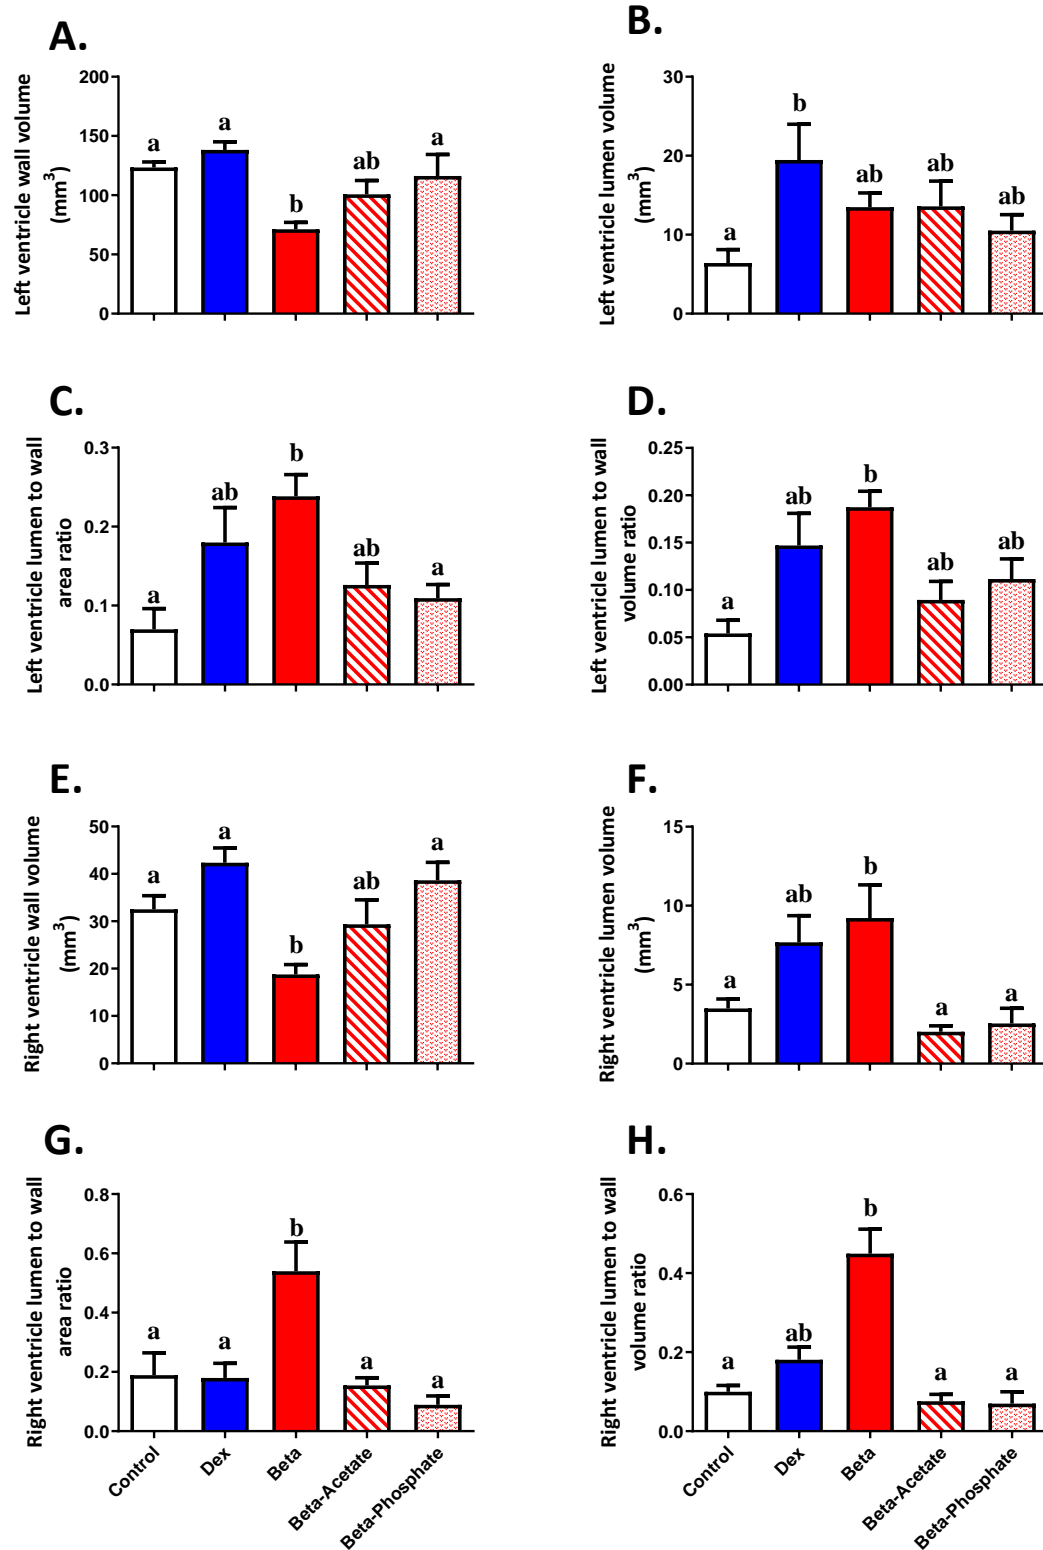 A.
Left ventricle wall volume
(mm³)
200
150
100
50
0
a
a
b
ab
a
B.
Left ventricle lumen volume
(mm³)
30
20
10
0
a
b
ab
ab
ab
C.
Left ventricle lumen to wall
area ratio
0.3
0.2
0.1
0.0
a
ab
b
ab
a
D.
Left ventricle lumen to wall
volume ratio
0.25
0.20
0.15
0.10
0.05
0.00
a
ab
b
ab
ab
E.
Right ventricle wall volume
(mm³)
50
40
30
20
10
0
a
a
b
ab
a
F.
Right ventricle lumen volume
(mm³)
15
10
5
0
a
ab
b
a
a
G.
Right ventricle lumen to wall
area ratio
0.8
0.6
0.4
0.2
0.0
a
a
b
a
a
Control
Dex
Beta
Beta-Acetate
Beta-Phosphate
H.
Right ventricle lumen to wall
volume ratio
0.6
0.4
0.2
0.0
a
ab
b
a
a
Control
Dex
Beta
Beta-Acetate
Beta-Phosphate